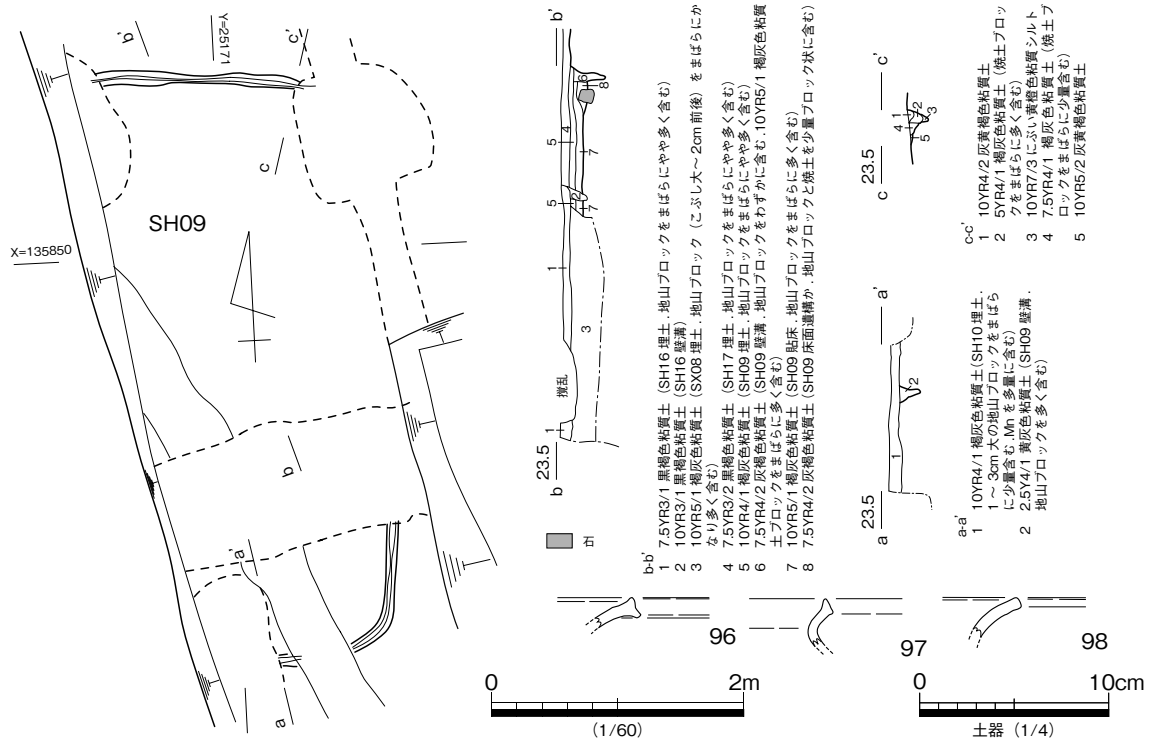 Y=25171
b'
c'
c
SH09
X=135850
b
a'
a
b 23.5 b'
撹乱
1
3
5
2
7
4
5
7
6
8
石
b-b'
1 7.5YR3/1 黒褐色粘質土（SH16 埋土．地山ブロックをまばらにやや多く含む）
2 10YR3/1 黒褐色粘質土（SH16 壁溝）
3 10YR5/1 褐灰色粘質土（SX08 埋土．地山ブロック（こぶし大～2cm 前後）をまばらにか
なり多く含む）
4 7.5YR3/2 黒褐色粘質土（SH17 埋土．地山ブロックをまばらにやや多く含む）
5 10YR4/1 褐灰色粘質土（SH09 埋土．地山ブロックをまばらにやや多く含む）
6 7.5YR4/2 灰褐色粘質土（SH09 壁溝．地山ブロックをわずかに含む．10YR5/1 褐灰色粘質
土ブロックをまばらに多く含む）
7 10YR5/1 褐灰色粘質土（SH09 貼床．地山ブロックをまばらに多く含む）
8 7.5YR4/2 灰褐色粘質土（SH09 床面遺構か．地山ブロックと焼土を少量ブロック状に含む）
c 23.5 c'
1
2
3
4
5
c-c'
1 10YR4/2 灰黄褐色粘質土
2 5YR4/1 褐灰色粘質土（焼土ブロッ
クをまばらに多く含む）
3 10YR7/3 にぶい黄橙色粘質シルト
4 7.5YR4/1 褐灰色粘質土（焼土ブ
ロックをまばらに少量含む）
5 10YR5/2 灰黄褐色粘質土
a 23.5 a'
1
2
a-a'
1 10YR4/1 褐灰色粘質土(SH10 埋土．
1～3cm 大の地山ブロックをまばら
に少量含む Mn を多量に含む）
2 2.5Y4/1 黄灰色粘質土（SH09 壁溝．
地山ブロックを多く含む）
96
97
98
0 2m
(1/60)
0 10cm
土器（1/4）